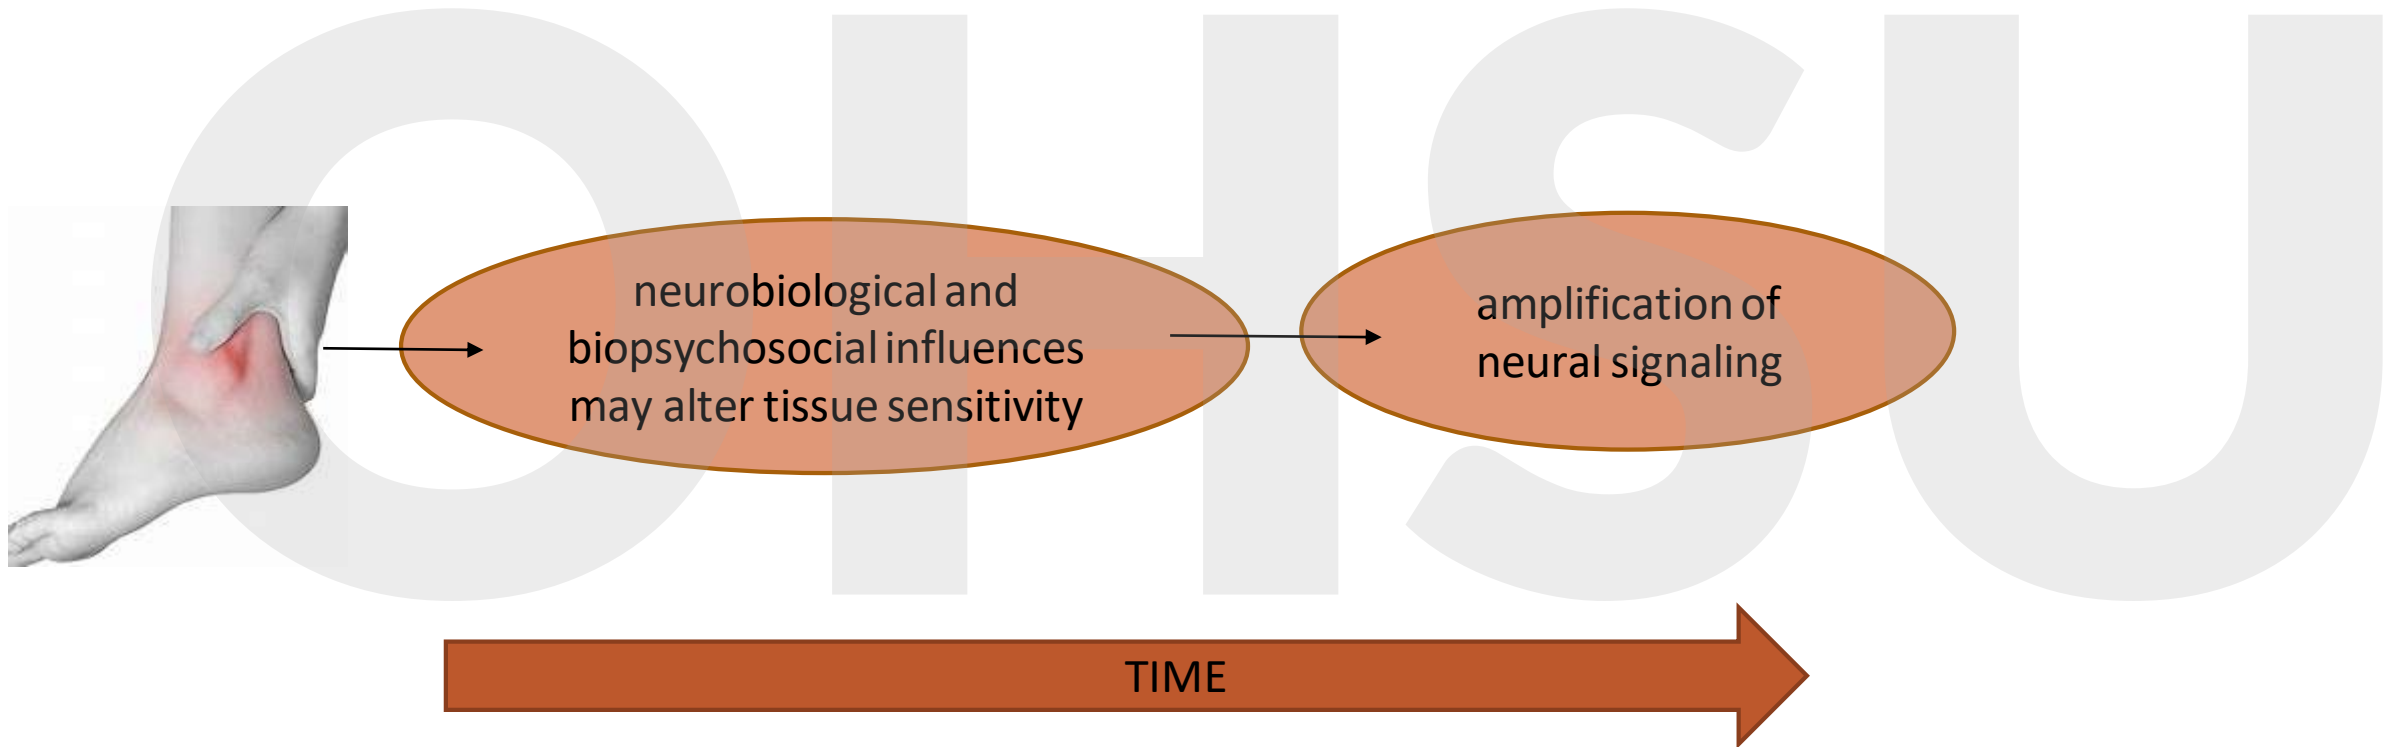 OHSU
neurobiological and
biopsychosocial influences
may alter tissue sensitivity
amplification of
neural signaling
TIME